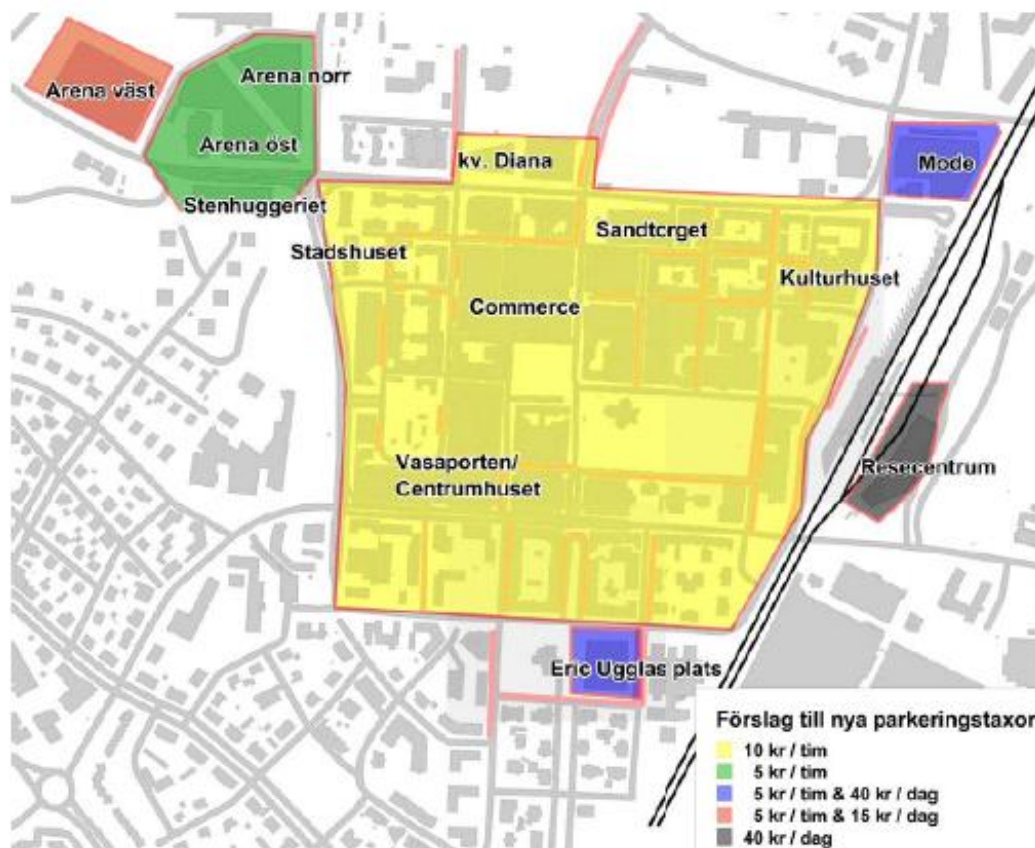 Arena väst
Arena norr
Arena öst
Stenhuggeriet
kv. Diana
Mode
Stadshuset
Sandtorget
Kulturhuset
Commerce
Vasaporten/
Centrumhuset
Resecentrum
Eric Ugglas plats
Förslag till nya parkeringstaxor
10 kr / tim
5 kr / tim
5 kr / tim & 40 kr / dag
5 kr / tim & 15 kr / dag
40 kr / dag